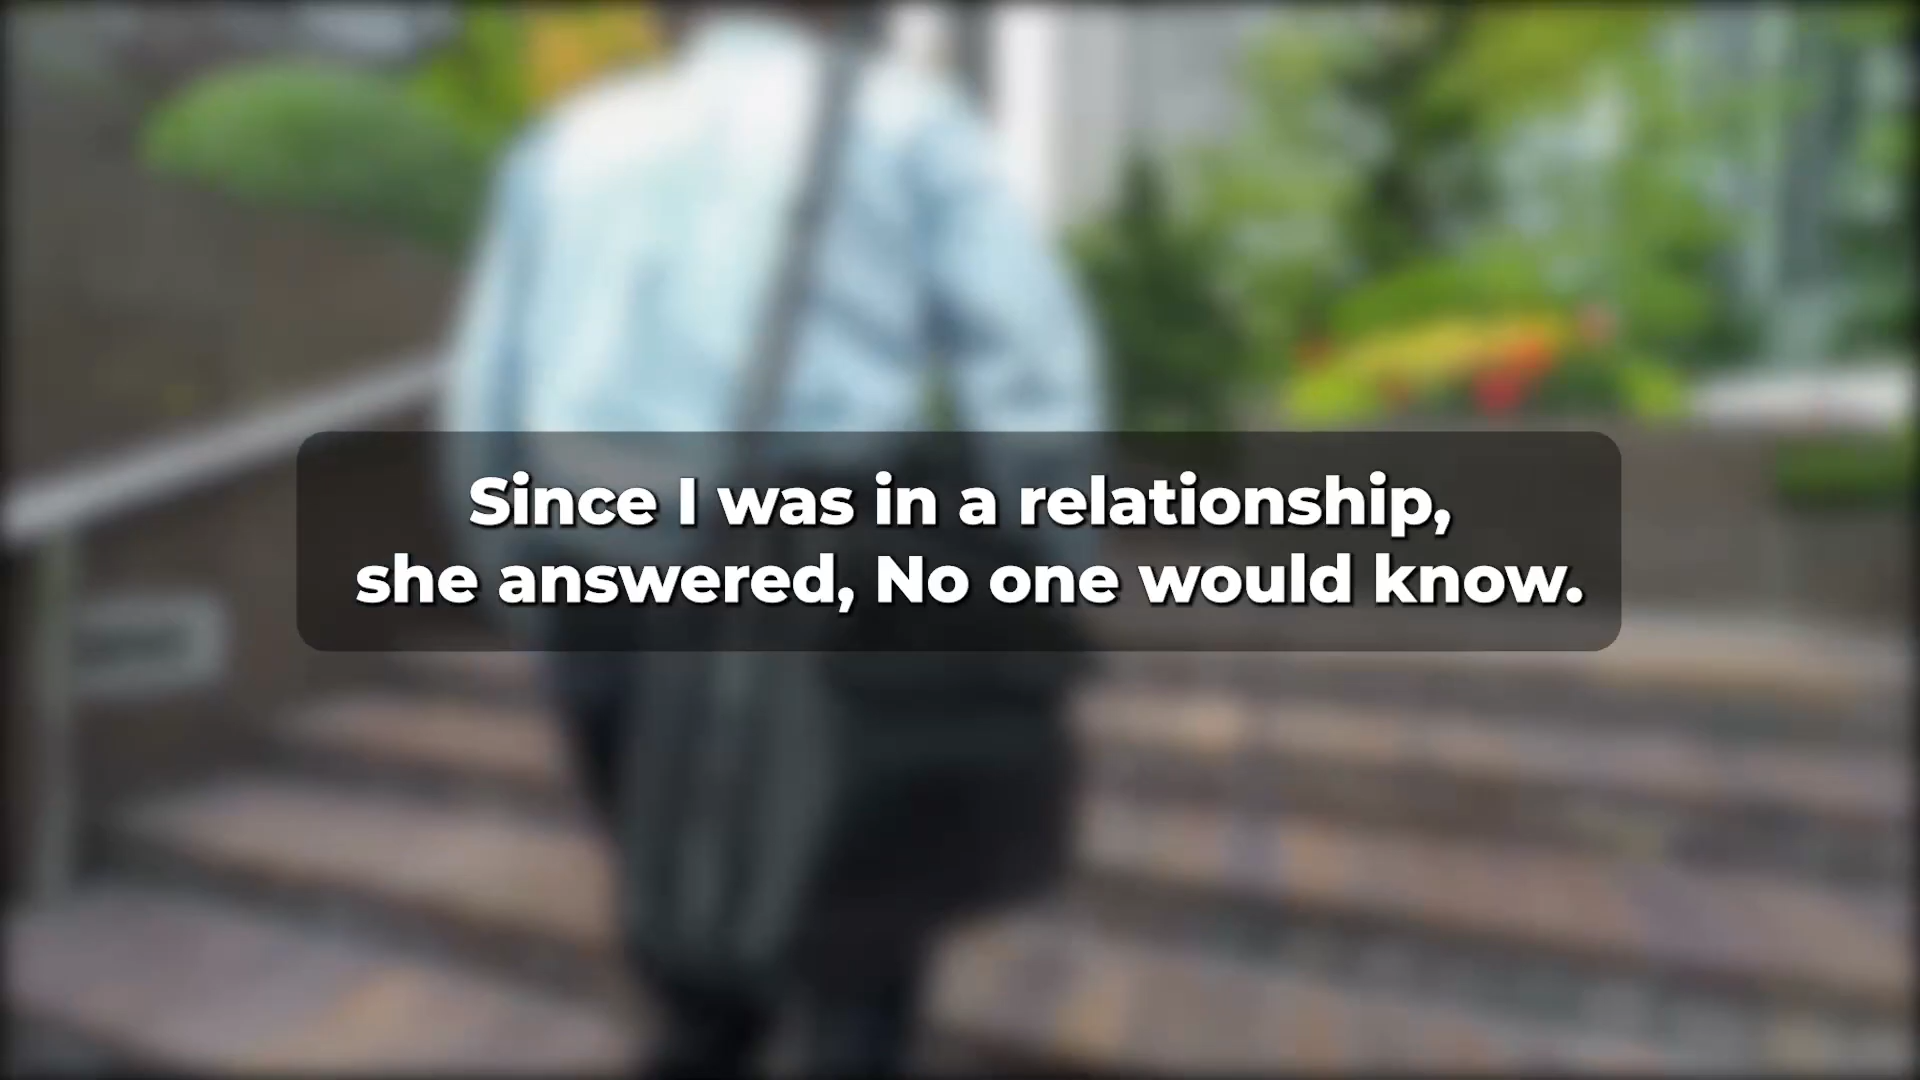 Since I was in a relationship,
she answered, No one would know.